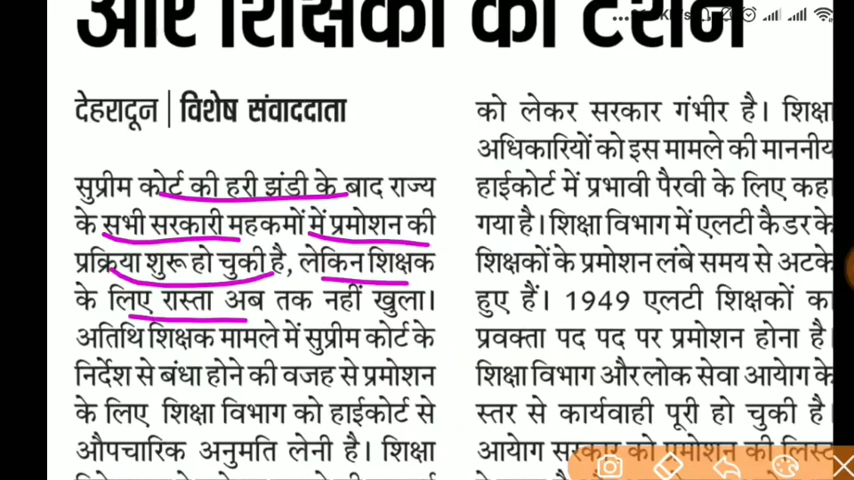 और शिक्षकों को टेंशन
देहरादून | विशेष संवाददाता
सुप्रीम कोर्ट की हरी झंडी के बाद राज्य
के सभी सरकारी महकमों में प्रमोशन की
प्रक्रिया शुरू हो चुकी है, लेकिन शिक्षक
के लिए रास्ता अब तक नहीं खुला।
अतिथि शिक्षक मामले में सुप्रीम कोर्ट के
निर्देश से बंधा होने की वजह से प्रमोशन
के लिए शिक्षा विभाग को हाईकोर्ट से
औपचारिक अनुमति लेनी है। शिक्षा
को लेकर सरकार गंभीर है। शिक्षा
अधिकारियों को इस मामले की माननीय
हाईकोर्ट में प्रभावी पैरवी के लिए कहा
गया है। शिक्षा विभाग में एलटी कैडर के
शिक्षकों के प्रमोशन लंबे समय से अटके
हुए हैं। 1949 एलटी शिक्षकों का
प्रवक्ता पद पद पर प्रमोशन होना है
शिक्षा विभाग और लोक सेवा आयेाग के
स्तर से कार्यवाही पूरी हो चुकी है।
आयेाग सरकार को प्रमोशन की लिस्ट